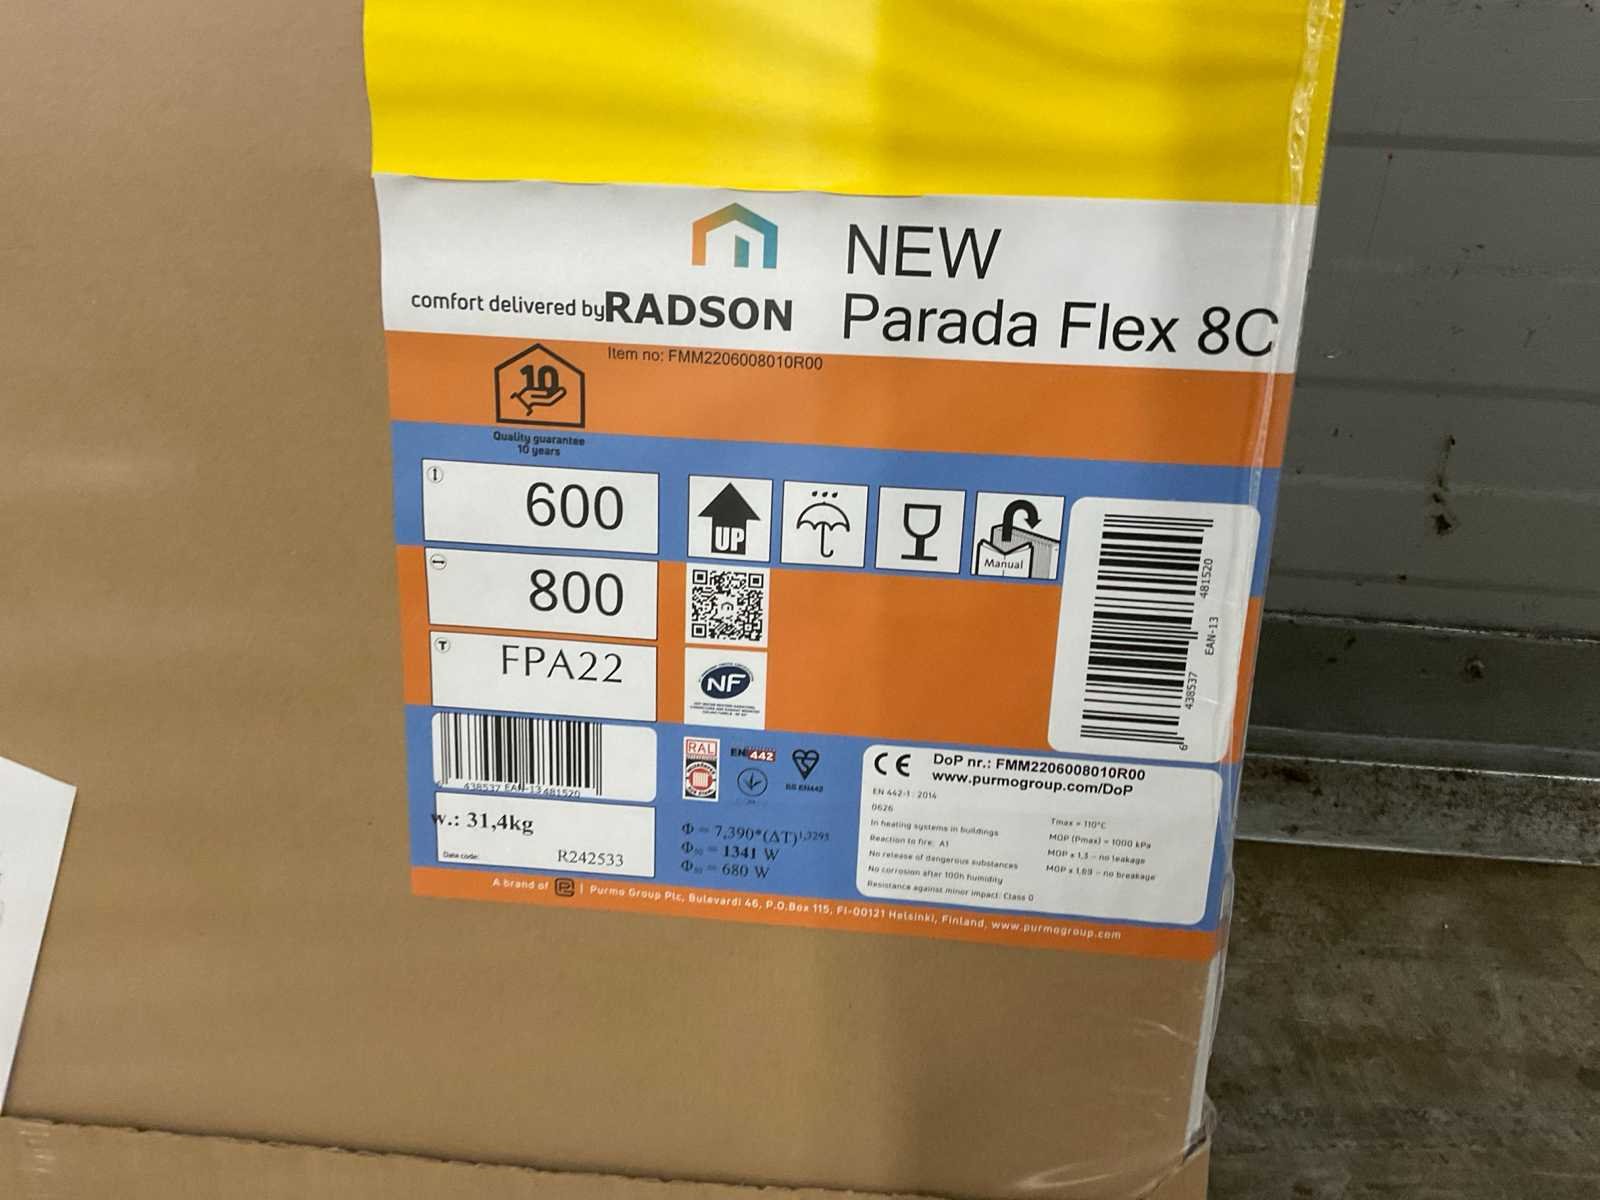 NEW
comfort delivered by RADSON
Parada Flex 8C
Item no: FMM2206008010R00
10
Quality guarantee
10 years
600
800
T
FPA22
UP
Manual
NF
438537 EAN-13 481520
6 438537 EAN-13 481520
w.: 31,4kg
Date code:
R242533
RAL
EN 442
BS EN442
Φ = 7,390*(ΔT)1,3295
Φ50 = 1341 W
Φ30 = 680 W
CE
DoP nr.: FMM2206008010R00
www.purmogroup.com/DoP
EN 442-1 : 2014
0626
In heating systems in buildings
Reaction to fire: A1
No release of dangerous substances
No corrosion after 100h humidity
Resistance against minor impact: Class 0
Tmax = 110°C
MOP (Pmax) = 1000 kPa
MOP x 1,3 - no leakage
MOP x 1,69 - no breakage
A brand of | Purmo Group Plc, Bulevardi 46, P.O.Box 115, FI-00121 Helsinki, Finland, www.purmogroup.com